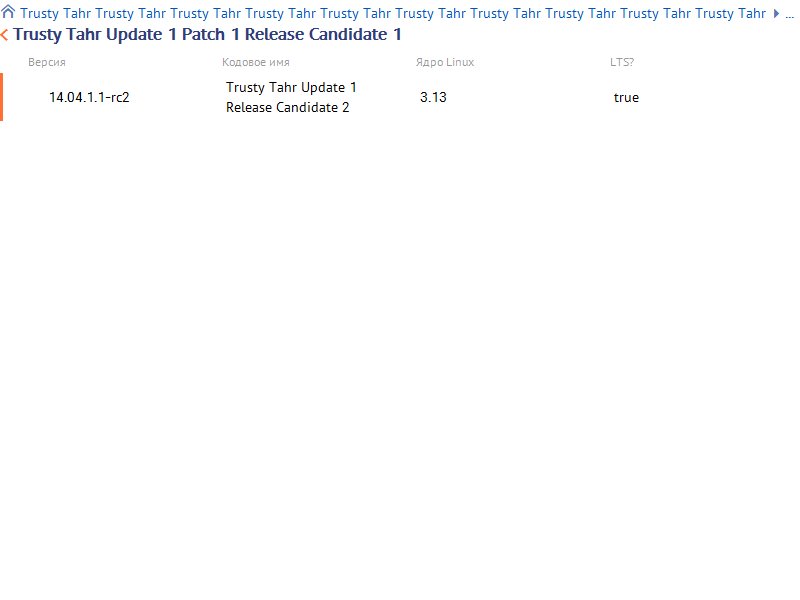 Trusty Tahr Trusty Tahr Trusty Tahr Trusty Tahr Trusty Tahr Trusty Tahr Trusty Tahr Trusty Tahr Trusty Tahr Trusty Tahr ...
Trusty Tahr Update 1 Patch 1 Release Candidate 1
Версия Кодовое имя Ядро Linux LTS?
14.04.1.1-rc2 Trusty Tahr Update 1 3.13 true
Release Candidate 2